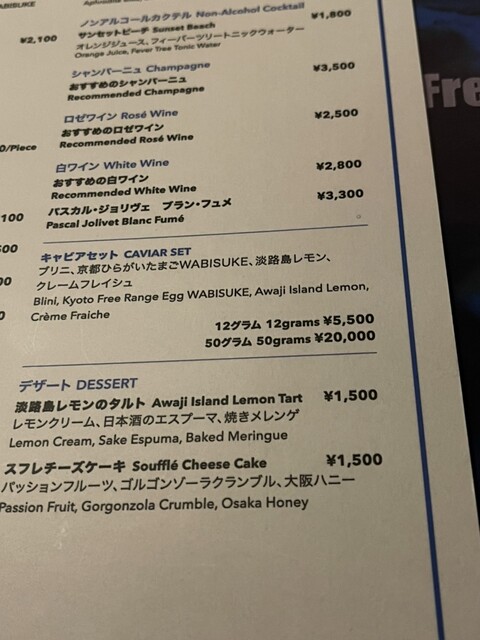 ABISUKE
¥2,100
ノンアルコールカクテル Non-Alcohol Cocktail
サンセットビーチ Sunset Beach ¥1,800
オレンジジュース、フィーバーツリートニックウォーター
Orange Juice, Fever Tree Tonic Water
シャンパーニュ Champagne
おすすめのシャンパーニュ ¥3,500
Recommended Champagne
ロゼワイン Rosé Wine
おすすめのロゼワイン ¥2,500
Recommended Rosé Wine
0/Piece
白ワイン White Wine
おすすめの白ワイン ¥2,800
Recommended White Wine
パスカル・ジョリヴェ ブラン・フュメ ¥3,300
Pascal Jolivet Blanc Fumé
100
500
00
0
キャビアセット CAVIAR SET
ブリニ、京都ひらがいたまごWABISUKE、淡路島レモン、
クレームフレイシュ
Blini, Kyoto Free Range Egg WABISUKE, Awaji Island Lemon,
Crème Fraiche
12グラム 12grams ¥5,500
50グラム 50grams ¥20,000
デザート DESSERT
淡路島レモンのタルト Awaji Island Lemon Tart ¥1,500
レモンクリーム、日本酒のエスプーマ、焼きメレンゲ
Lemon Cream, Sake Espuma, Baked Meringue
スフレチーズケーキ Soufflé Cheese Cake ¥1,500
パッションフルーツ、ゴルゴンゾーラクランブル、大阪ハニー
Passion Fruit, Gorgonzola Crumble, Osaka Honey
Fre